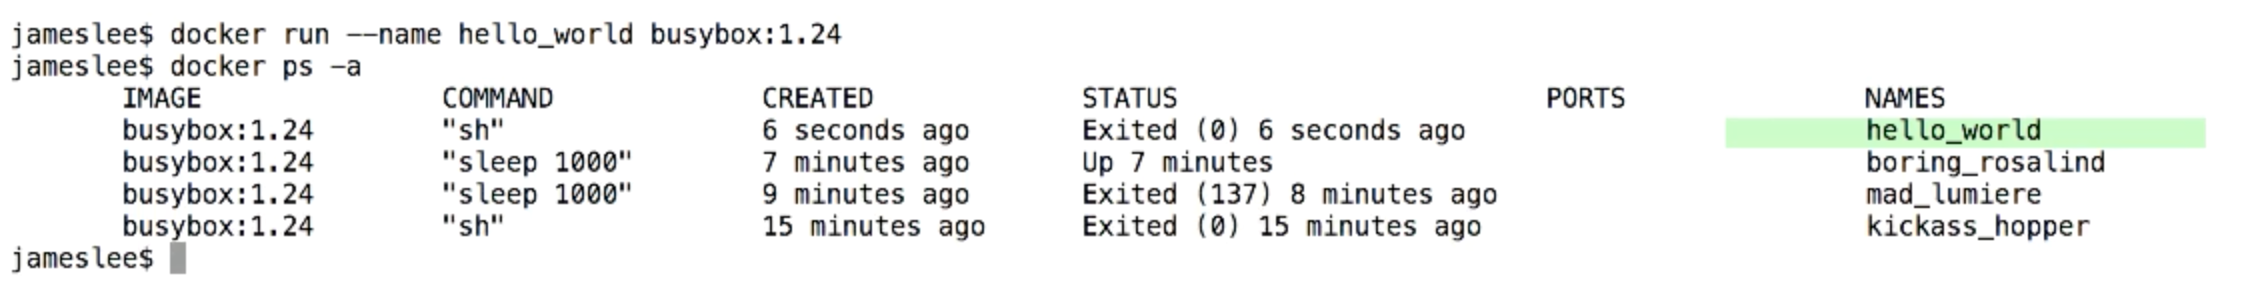 jameslee$ docker run --name hello_world busybox:1.24
jameslee$ docker ps -a
IMAGE COMMAND CREATED STATUS PORTS NAMES
busybox:1.24 "sh" 6 seconds ago Exited (0) 6 seconds ago hello_world
busybox:1.24 "sleep 1000" 7 minutes ago Up 7 minutes boring_rosalind
busybox:1.24 "sleep 1000" 9 minutes ago Exited (137) 8 minutes ago mad_lumiere
busybox:1.24 "sh" 15 minutes ago Exited (0) 15 minutes ago kickass_hopper
jameslee$